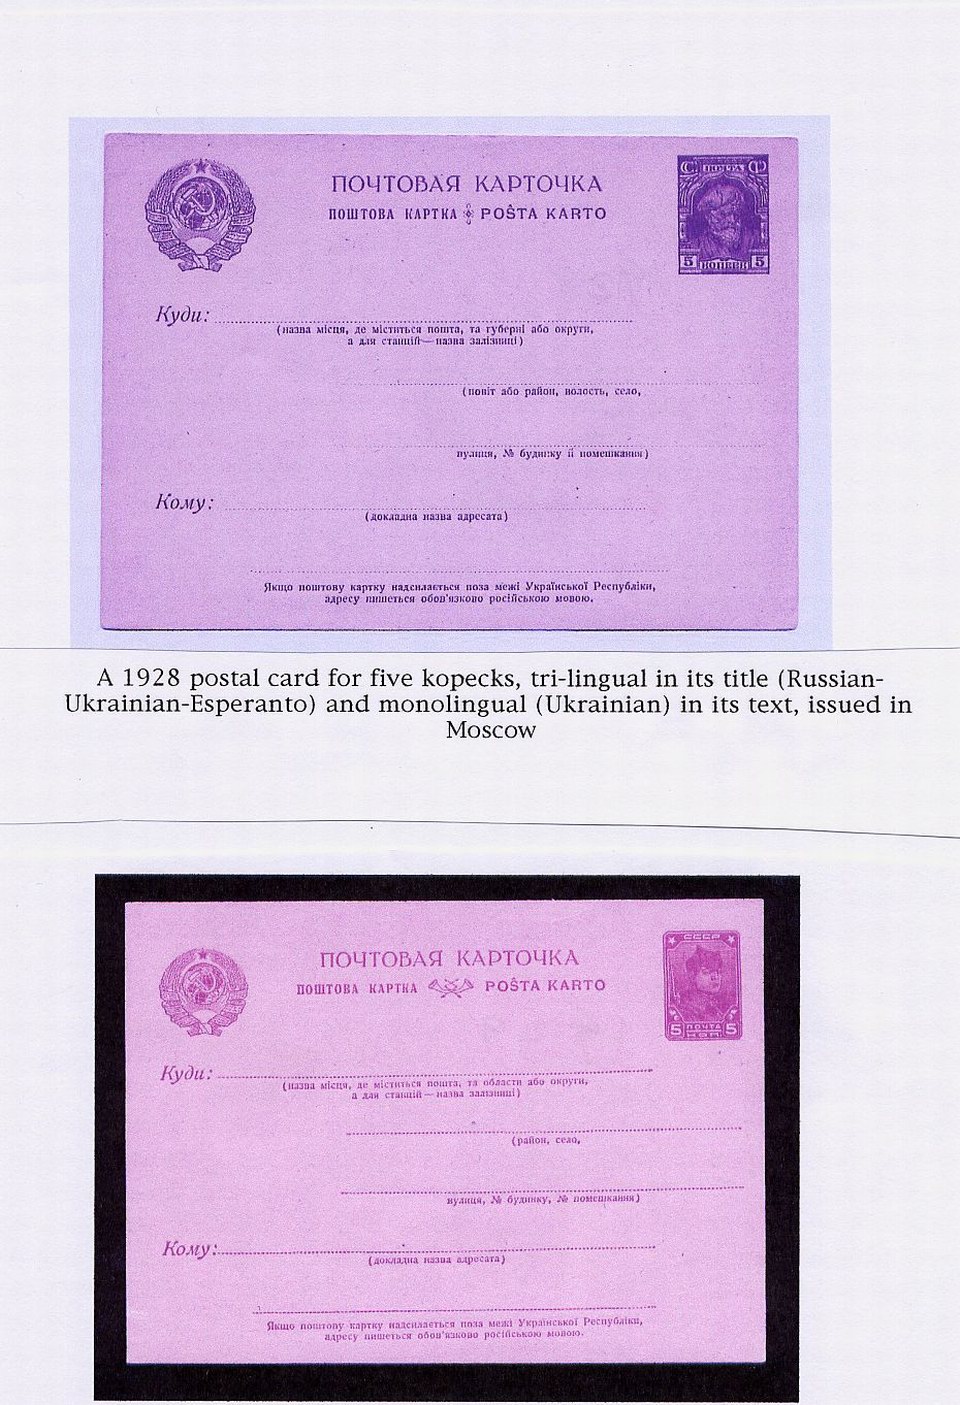 ПОЧТОВАЯ КАРТОЧКА
ПОШТОВА КАРТКА POŜTA KARTO
ПОЧТА
5 КОПЕЕК 5
Куди:
(назва місця, де міститься пошта, та губерні або округи,
а для станцій—назва залізниці)
(повіт або район, волость, село,
вулиця, № будинку й помешкання)
Кому:
(докладна назва адресата)
Якщо поштову картку надсилається поза межі Української Республіки,
адресу пишеться обов'язково російською мовою.
A 1928 postal card for five kopecks, tri-lingual in its title (Russian-
Ukrainian-Esperanto) and monolingual (Ukrainian) in its text, issued in
Moscow
ПОЧТОВАЯ КАРТОЧКА
ПОШТОВА КАРТКА POŜTA KARTO
СССР
5 ПОЧТА 5
КОП.
Куди:
(назва місця, де міститься пошта, та области або округи,
а для станцій—назва залізниці)
(район, село,
вулиця, № будинку, № помешкання)
Кому:
(докладна назва адресата)
Якщо поштову картку надсилається поза межі Української Республіки,
адресу пишеться обов'язково російською мовою.